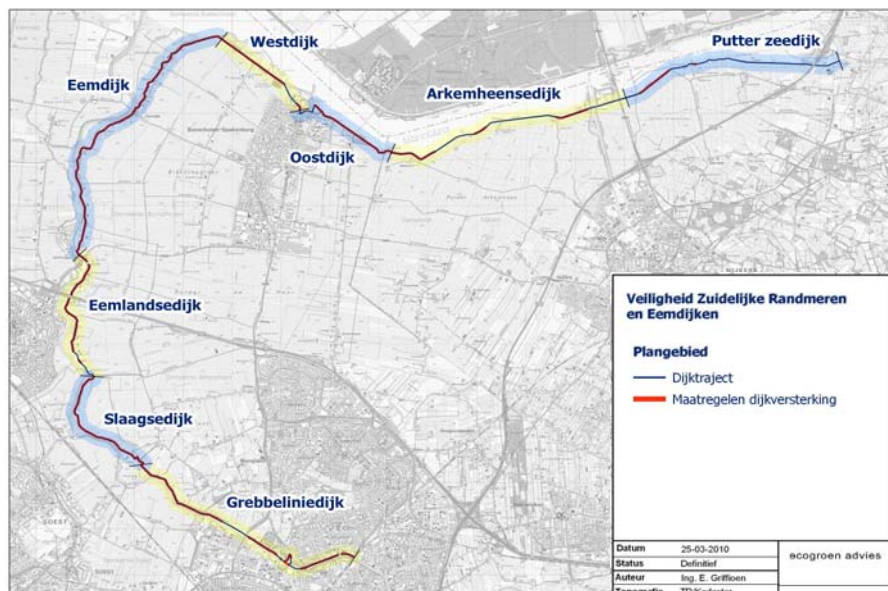 Westdijk
Putter zeedijk
Eemdijk
Arkemheensedijk
Oostdijk
Eemlandsedijk
Slaagsedijk
Grebbeliniedijk
SOEST
Veiligheid Zuidelijke Randmeren
en Eemdijken
Plangebied
Dijktraject
Maatregelen dijkversterking
Datum 25-03-2010
Status Definitief
Auteur Ing. E. Griffioen
ecogroen advies